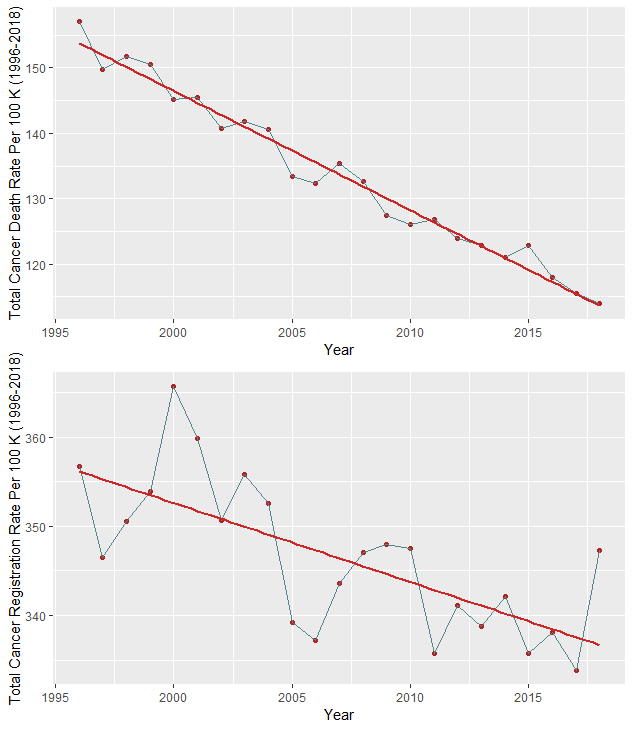 Total Cancer Death Rate Per 100 K (1996-2018)
150
140
130
120
1995 2000 2005 2010 2015
Year
Total Cancer Registration Rate Per 100 K (1996-2018)
360
350
340
1995 2000 2005 2010 2015
Year